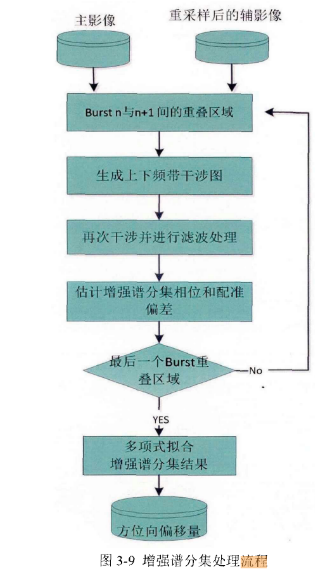 主影像
重采样后的辅影像
Burst n与n+1间的重叠区域
生成上下频带干涉图
再次干涉并进行滤波处理
估计增强谱分集相位和配准
偏差
最后一个Burst重
叠区域
No
YES
多项式拟合
增强谱分集结果
方位向偏移量
图 3-9 增强谱分集处理流程